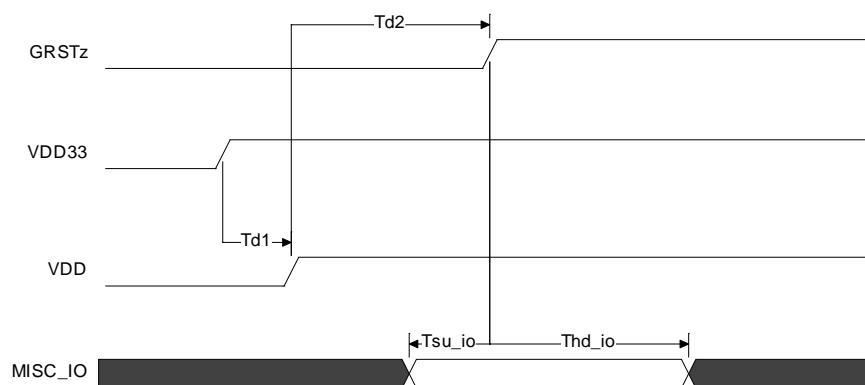 Td2
GRSTz
VDD33
Td1
VDD
Tsu_io
Thd_io
MISC_IO